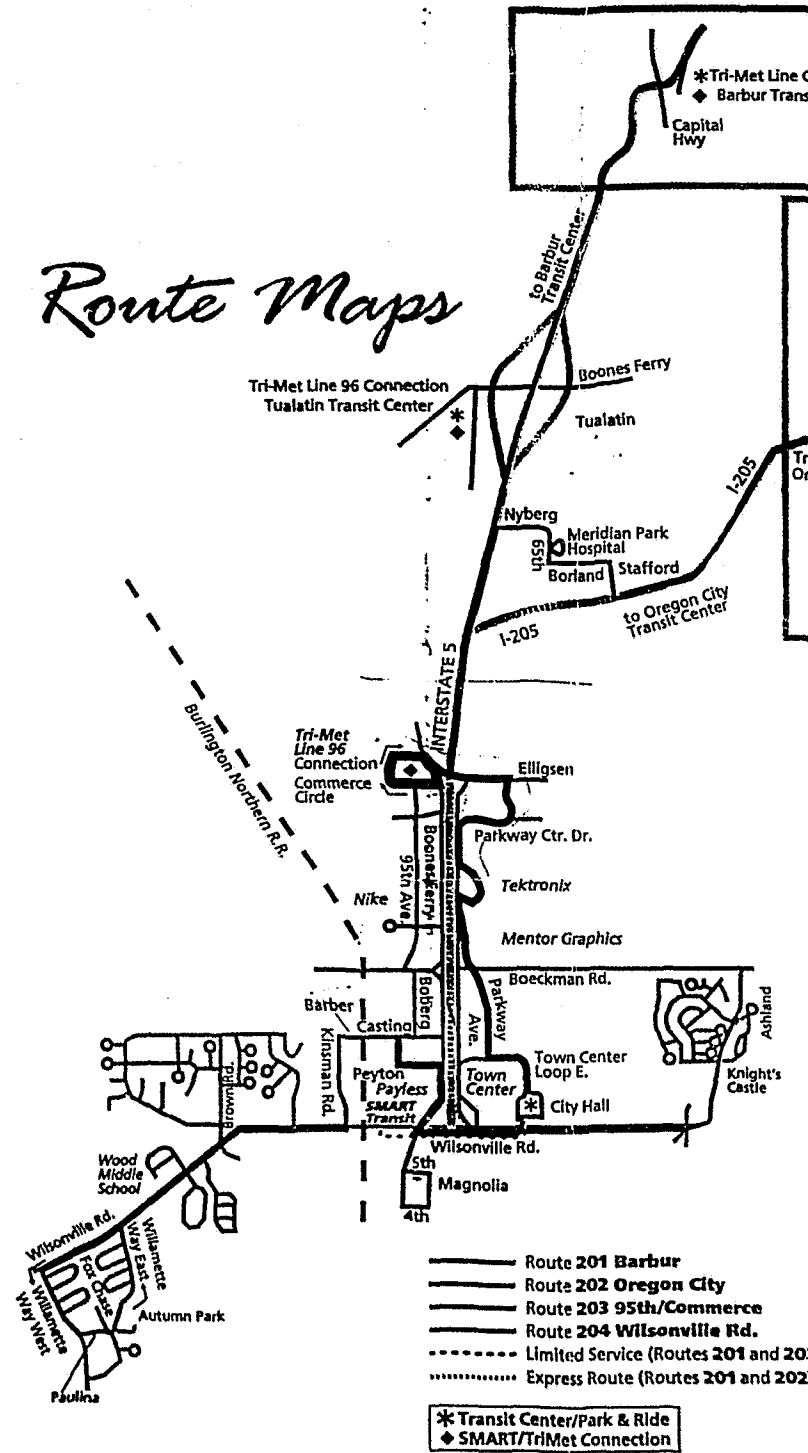 ✱Tri-Met Line
◆ Barbur Trans
Capital
Hwy
to Barbur
Transit Center
Route Maps
Boones Ferry
Tri-Met Line 96 Connection
Tualatin Transit Center
✱
◆
Tualatin
I-205
Nyberg
65th
Meridian Park
Hospital
Borland
Stafford
to Oregon City
Transit Center
I-205
INTERSTATE 5
Burlington Northern R.R.
Tri-Met
Line 96
Connection
◆
Commerce
Circle
Elligsen
Parkway Ctr. Dr.
Boones Ferry
95th Ave.
Tektronix
Nike
Mentor Graphics
Boeckman Rd.
Boberg
Parkway
Ave.
Barber
Casting
Ashland
Kinsman Rd.
Peyton
Payless
SMART
Transit
Town
Center
Town Center
Loop E.
Knight's
Castle
✱
City Hall
Brown Rd.
Wilsonville Rd.
Wood
Middle
School
5th
Magnolia
4th
Wilsonville Rd.
Willamette
Way East
Fox Chase
Willamette
Way West
Autumn Park
Paulina
Route 201 Barbur
Route 202 Oregon City
Route 203 95th/Commerce
Route 204 Wilsonville Rd.
Limited Service (Routes 201 and 20
Express Route (Routes 201 and 202
✱ Transit Center/Park & Ride
◆ SMART/TriMet Connection